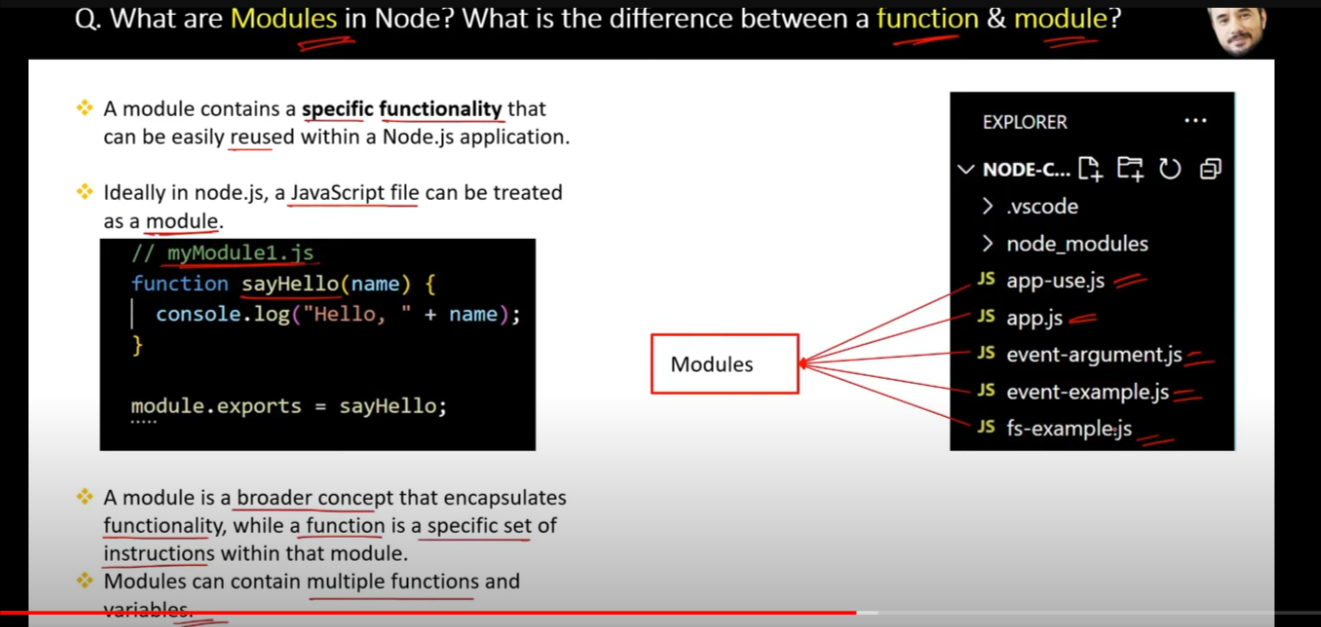 Q. What are Modules in Node? What is the difference between a function & module?
❖ A module contains a specific functionality that
can be easily reused within a Node.js application.
❖ Ideally in node.js, a JavaScript file can be treated
as a module.
// myModule1.js
function sayHello(name) {
console.log("Hello, " + name);
}
module.exports = sayHello;
❖ A module is a broader concept that encapsulates
functionality, while a function is a specific set of
instructions within that module.
❖ Modules can contain multiple functions and
variables.
Modules
EXPLORER ...
NODE-C...
> .vscode
> node_modules
JS app-use.js
JS app.js
JS event-argument.js
JS event-example.js
JS fs-example.js